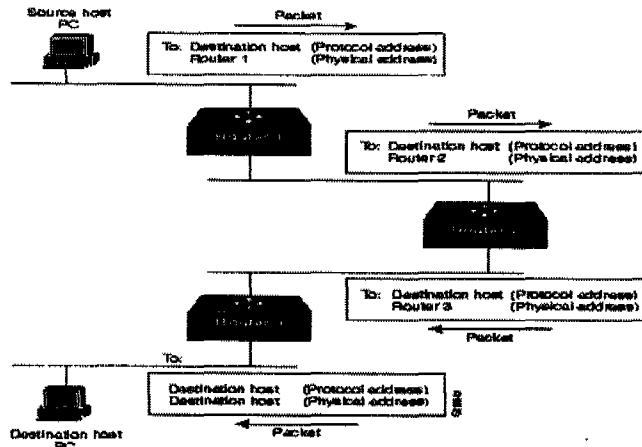 Source host
PC
Packet
To: Destination host (Protocol address)
Router 1 (Physical address)
Packet
To: Destination host (Protocol address)
Router 2 (Physical address)
To: Destination host (Protocol address)
Router 3 (Physical address)
Packet
To:
Destination host (Protocol address)
Destination host (Physical address)
Packet
Destination host
PC